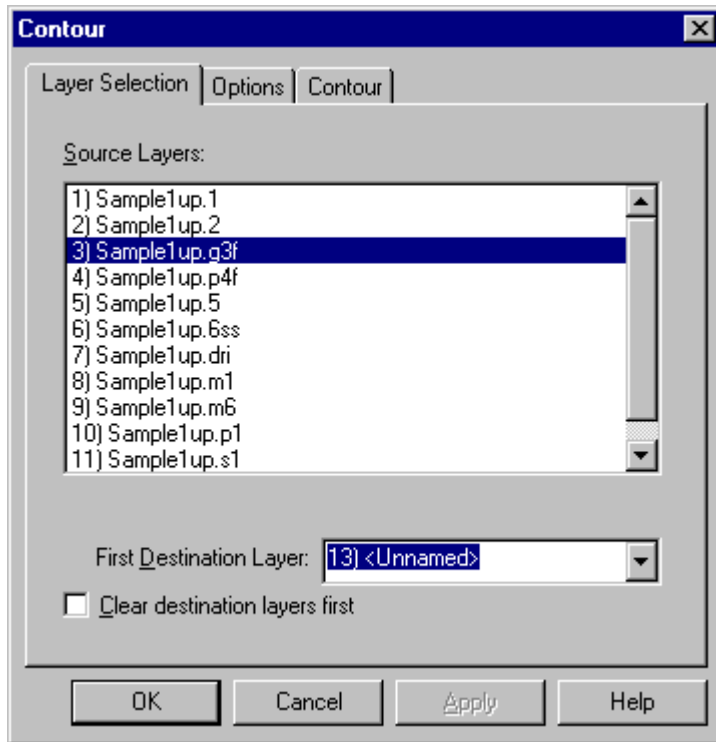 Contour
Layer Selection Options Contour
Source Layers:
1) Sample1up.1
2) Sample1up.2
3) Sample1up.g3f
4) Sample1up.p4f
5) Sample1up.5
6) Sample1up.6ss
7) Sample1up.dri
8) Sample1up.m1
9) Sample1up.m6
10) Sample1up.p1
11) Sample1up.s1
First Destination Layer: 13) <Unnamed>
Clear destination layers first
OK Cancel Apply Help